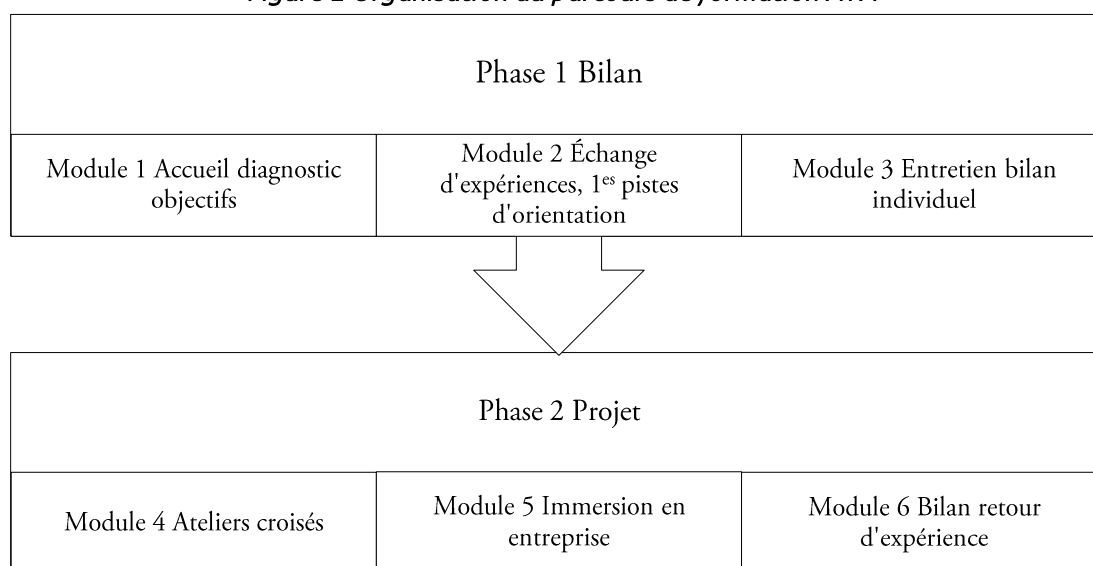 Phase 1 Bilan
Module 1 Accueil diagnostic
objectifs
Module 2 Échange
d'expériences, 1es pistes
d'orientation
Module 3 Entretien bilan
individuel
Phase 2 Projet
Module 4 Ateliers croisés
Module 5 Immersion en
entreprise
Module 6 Bilan retour
d'expérience